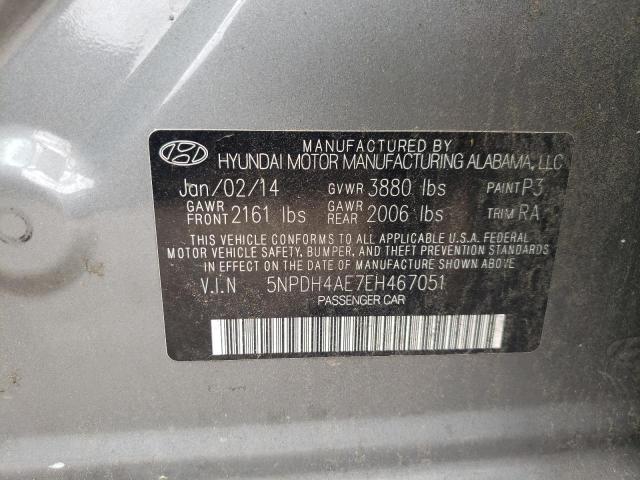 MANUFACTURED BY
HYUNDAI MOTOR MANUFACTURING ALABAMA, LLC
Jan/02/14 GVWR 3880 lbs PAINT P3
GAWR FRONT 2161 lbs GAWR REAR 2006 lbs TRIM RA
THIS VEHICLE CONFORMS TO ALL APPLICABLE U.S.A. FEDERAL
MOTOR VEHICLE SAFETY, BUMPER, AND THEFT PREVENTION STANDARDS
IN EFFECT ON THE DATE OF MANUFACTURE SHOWN ABOVE.
V.I.N 5NPDH4AE7EH467051
PASSENGER CAR